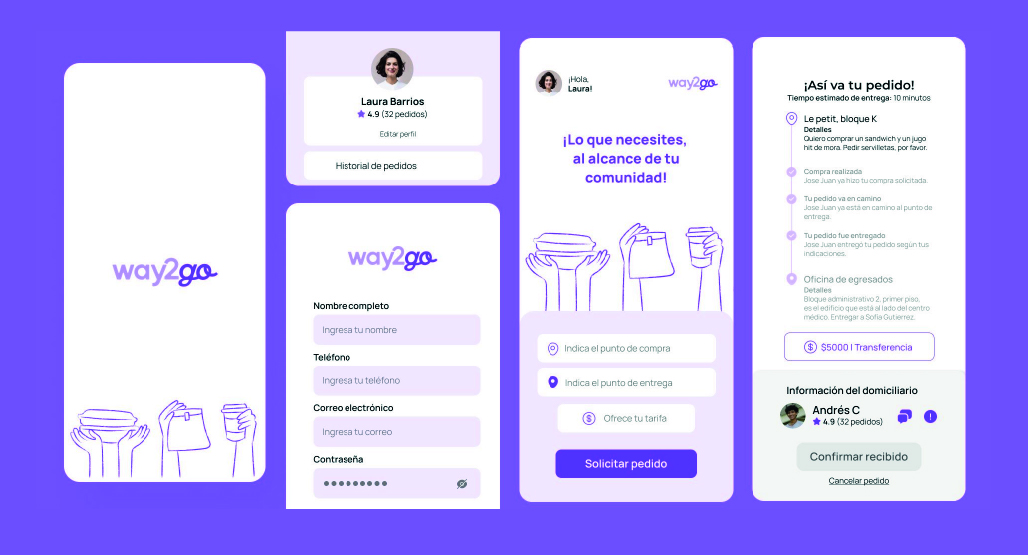 way2go
Laura Barrios
4.9 (32 pedidos)
Editar perfil
Historial de pedidos
way2go
Nombre completo
Ingresa tu nombre
Teléfono
Ingresa tu teléfono
Correo electrónico
Ingresa tu correo
Contraseña
¡Hola,
Laura!
way2go
¡Lo que necesites,
al alcance de tu
comunidad!
Indica el punto de compra
Indica el punto de entrega
$ Ofrece tu tarifa
Solicitar pedido
¡Así va tu pedido!
Tiempo estimado de entrega: 10 minutos
Le petit, bloque K
Detalles
Quiero comprar un sandwich y un jugo
hit de mora. Pedir servilletas, por favor.
Compra realizada
Jose Juan ya hizo tu compra solicitada.
Tu pedido va en camino
Jose Juan ya está en camino al punto de
entrega.
Tu pedido fue entregado
Jose Juan entregó tu pedido según tus
indicaciones.
Oficina de egresados
Detalles
Bloque administrativo 2, primer piso,
es el edificio que está al lado del centro
médico. Entregar a Sofía Gutierrez.
$ $5000 | Transferencia
Información del domiciliario
Andrés C
4.9 (32 pedidos)
Confirmar recibido
Cancelar pedido